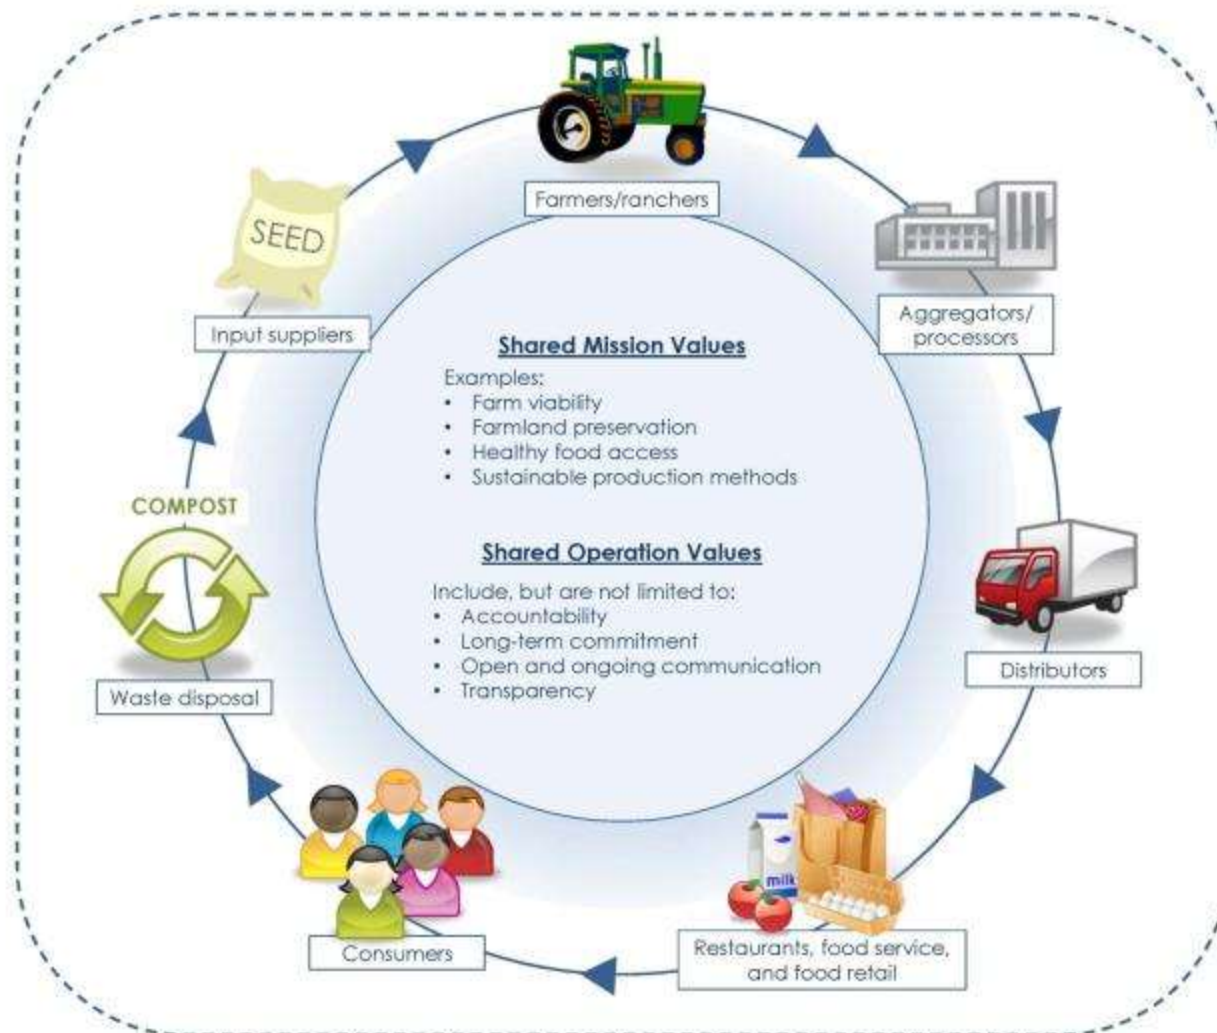 Farmers/ranchers
SEED
Input suppliers
Aggregators/
processors
Shared Mission Values
Examples:
• Farm viability
• Farmland preservation
• Healthy food access
• Sustainable production methods
COMPOST
Waste disposal
Shared Operation Values
Include, but are not limited to:
• Accountability
• Long-term commitment
• Open and ongoing communication
• Transparency
Distributors
milk
Consumers
Restaurants, food service,
and food retail